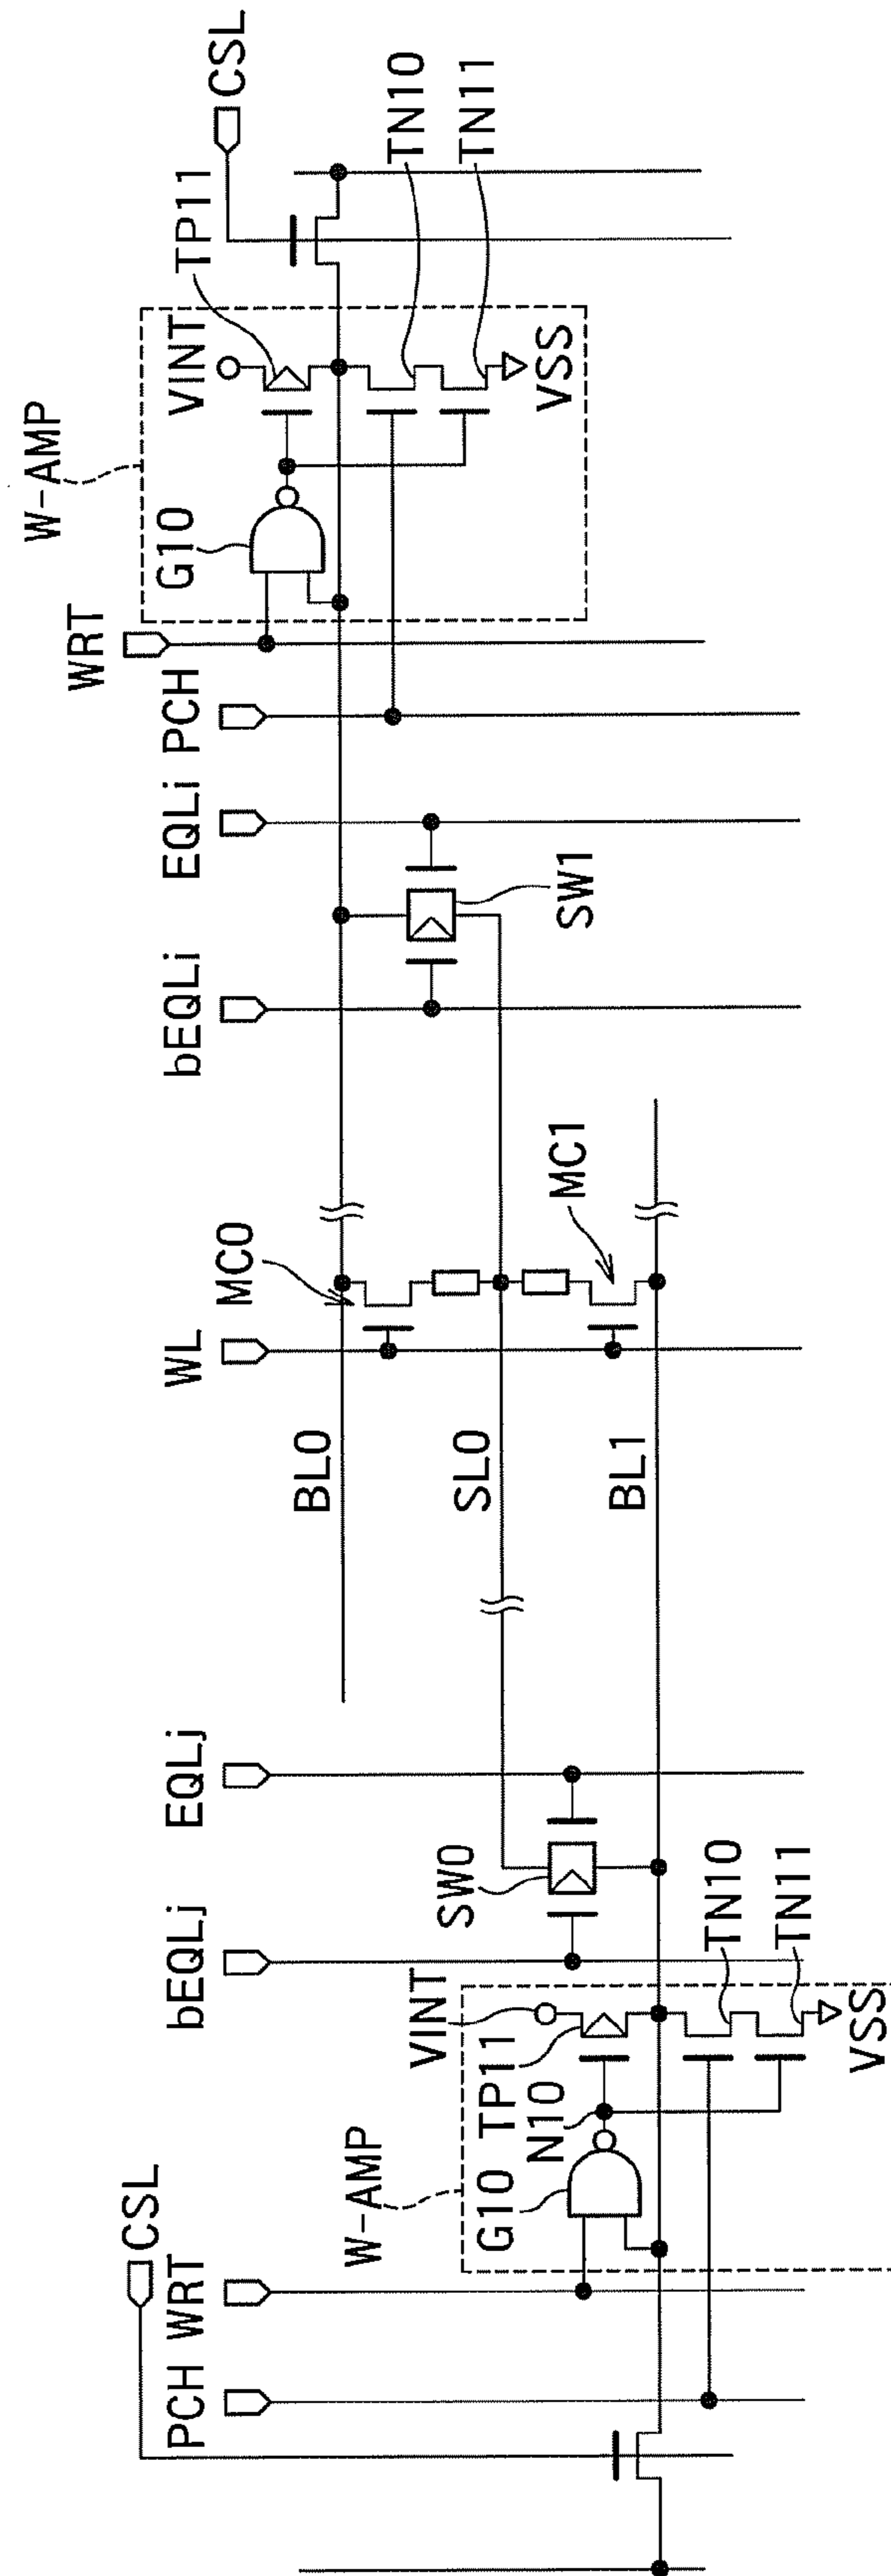 CSL
PCH
WRT
W-AMP
G10
N10
TP11
VINT
VSS
TN10
TN11
bEQLj
SW0
EQLj
BL0
SL0
BL1
WL
MC0
MC1
bEQLi
EQLi
SW1
PCH
WRT
W-AMP
G10
VINT
TP11
VSS
CSL
TN10
TN11